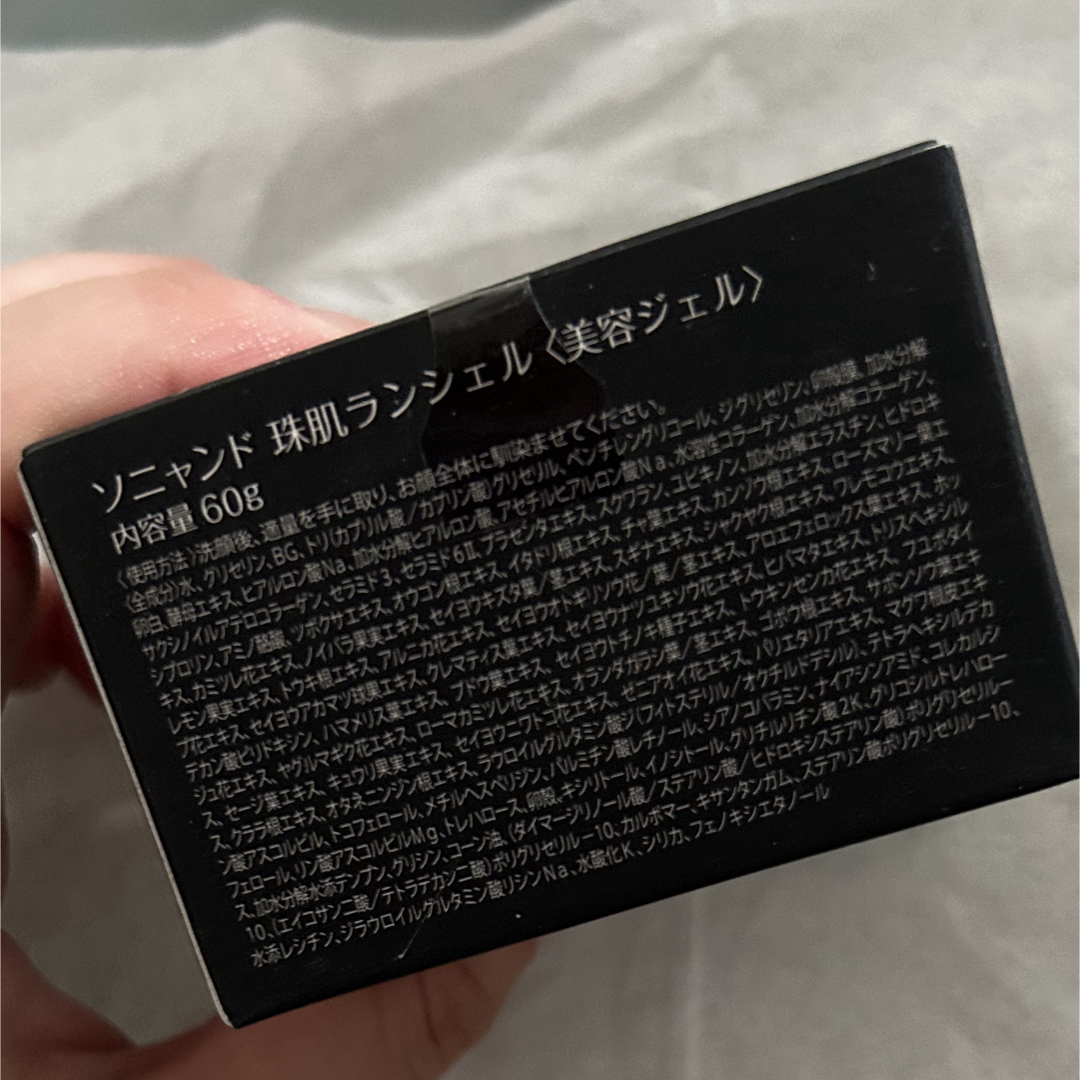 ソニャンド 珠肌ランシェル〈美容ジェル〉
内容量60g
〈使用方法〉洗顔後、適量を手に取り、お顔全体に馴染ませてください。
〈全成分〉水、グリセリン、BG、トリ(カプリル酸/カプリン酸)グリセリル、ペンチレングリコール、ジグリセリン、卵殻膜、加水分解
卵白、酵母エキス、ヒアルロン酸Na、加水分解ヒアルロン酸、アセチルヒアルロン酸Na、水溶性コラーゲン、加水分解コラーゲン、
サクシノイルアテロコラーゲン、セラミド3、セラミド6Ⅱ、プラセンタエキス、スクワラン、ユビキノン、加水分解エラスチン、ヒドロキ
シプロリン、アミノ酪酸、ツボクサエキス、オウゴン根エキス、イタドリ根エキス、チャ葉エキス、カンゾウ根エキス、ローズマリー葉エ
キス、カミツレ花エキス、ノイバラ果実エキス、セイヨウキズタ葉/茎エキス、スギナエキス、シャクヤク根エキス、ワレモコウエキス、
レモン果実エキス、トウキ根エキス、アルニカ花エキス、セイヨウオトギリソウ花/葉/茎エキス、アロエフェロックス葉エキス、ホッ
プ花エキス、セイヨウアカマツ球果エキス、クレマティス葉エキス、セイヨウナツユキソウ花エキス、ヒバマタエキス、トリスヘキシル
デカン酸ピリドキシン、ハマメリス葉エキス、ブドウ葉エキス、セイヨウトチノキ種子エキス、トウキンセンカ花エキス、フユボダイ
ジュ花エキス、ヤグルマギク花エキス、ローマカミツレ花エキス、オランダガラシ葉/茎エキス、ゴボウ根エキス、サボンソウ葉エキ
ス、セージ葉エキス、キュウリ果実エキス、セイヨウニワトコ花エキス、ゼニアオイ花エキス、パリエタリアエキス、マグワ根皮エキ
ス、クララ根エキス、オタネニンジン根エキス、ラウロイルグルタミン酸ジ(フィトステリル/オクチルドデシル)、テトラヘキシルデカ
ン酸アスコルビル、トコフェロール、メチルヘスペリジン、パルミチン酸レチノール、シアノコバラミン、ナイアシンアミド、コレカルシ
フェロール、リン酸アスコルビルMg、トレハロース、卵殻、キシリトール、イノシトール、グリチルリチン酸2K、グリコシルトレハロー
ス、加水分解水添デンプン、グリシン、コーン油、(ダイマージリノール酸/ステアリン酸/ヒドロキシステアリン酸)ポリグリセリル-
10、(エイコサン二酸/テトラデカン二酸)ポリグリセリル-10、カルボマー、キサンタンガム、ステアリン酸ポリグリセリル-10、
水添レシチン、ジラウロイルグルタミン酸リシンNa、水酸化K、シリカ、フェノキシエタノール